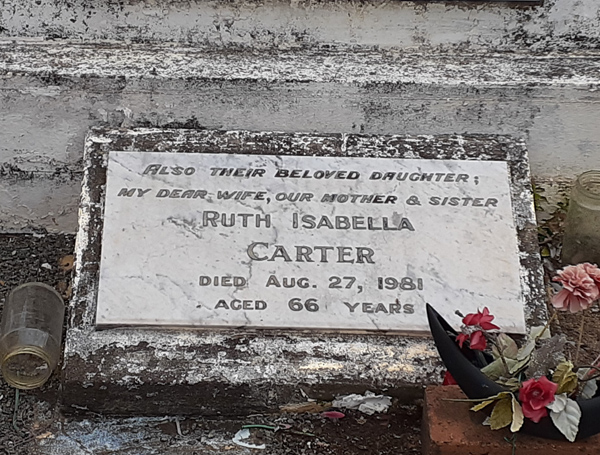 ALSO THEIR BELOVED DAUGHTER;
MY DEAR WIFE, OUR MOTHER & SISTER
RUTH ISABELLA
CARTER
DIED AUG. 27, 1981
AGED 66 YEARS